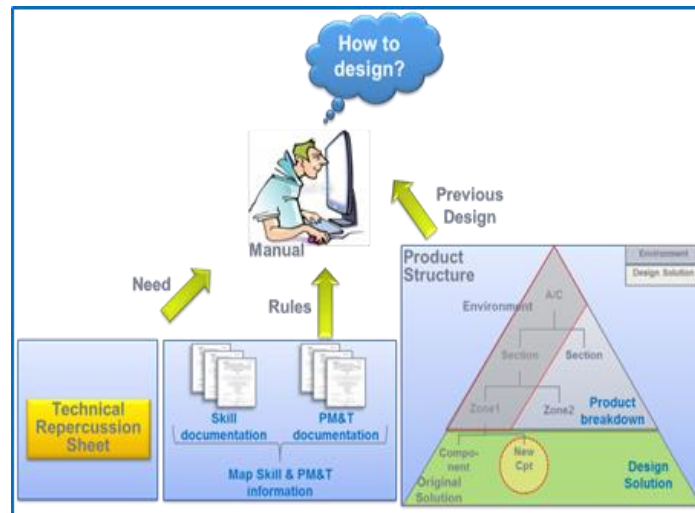 How to
design?
Manual
Previous
Design
Need
Rules
Technical
Repercussion
Sheet
Skill
documentation
PM&T
documentation
Map Skill & PM&T
information
Product
Structure
Environment
Design Solution
Environment
A/C
Section
Section
Zone1
Zone2
Product
breakdown
Compo-
nent
New
Cpt
Original
Solution
Design
Solution